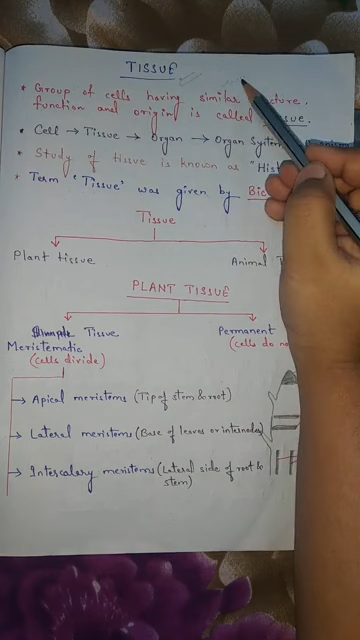 TISSUE
* Group of cells having similar
function and origin is called Tissue.
* Cell → Tissue → Organ → Organ System
* Study of tissue is known as "Hist
* Term 'Tissue' was given by Bic
Tissue
Plant tissue Animal T
PLANT TISSUE
Tissue Permanent
Meristematic (cells do no
(cells divide)
→ Apical meristems (Tip of stem & root)
→ Lateral meristems (Base of leaves or internodes)
→ Intercalary meristems (Lateral side of root &
stem)